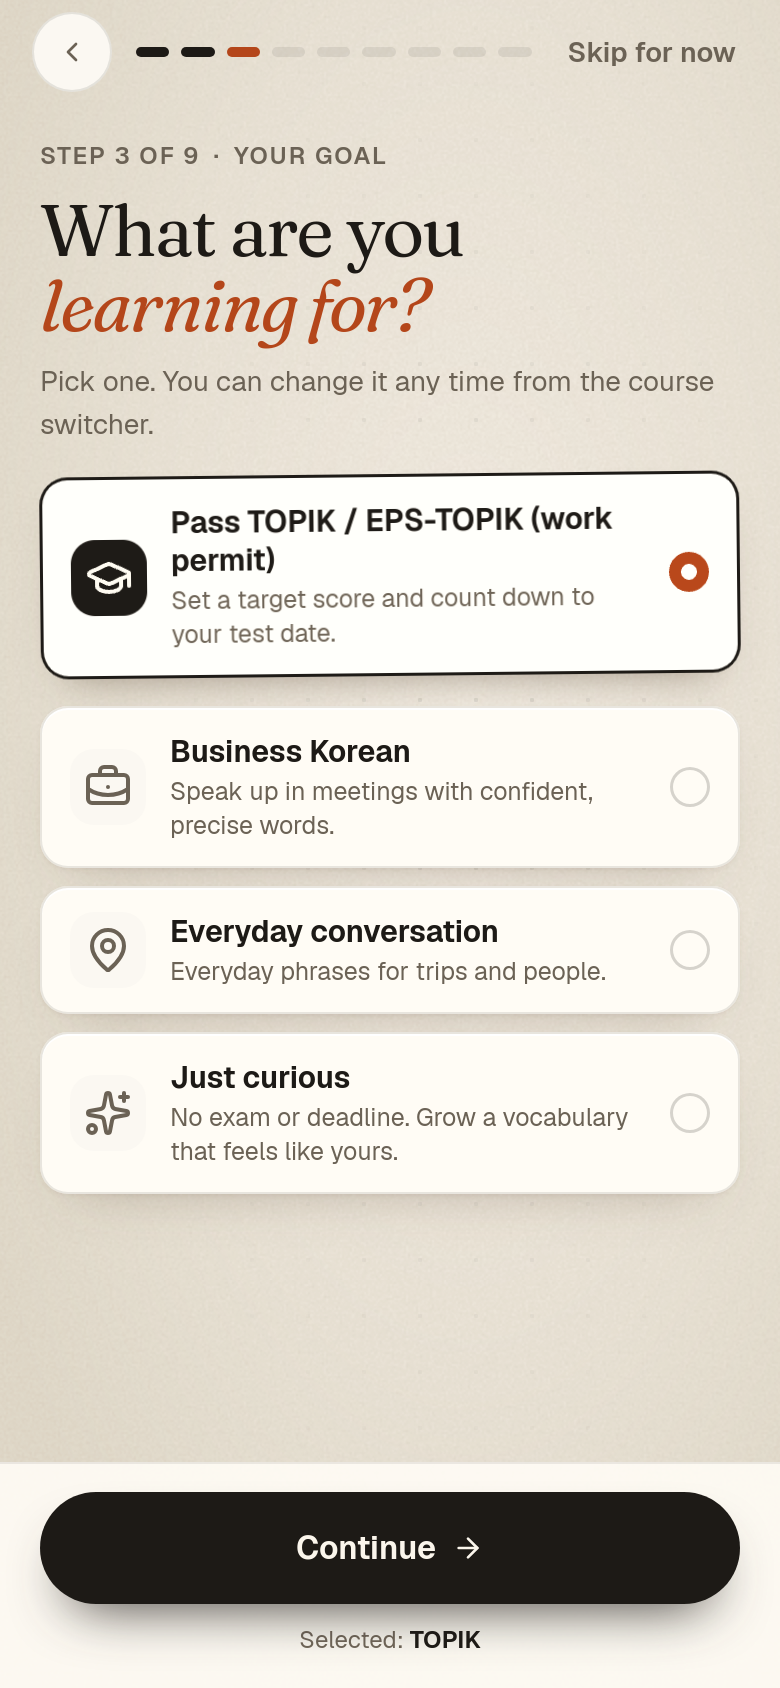 Skip for now
STEP 3 OF 9 · YOUR GOAL
What are you
learning for?
Pick one. You can change it any time from the course
switcher.
Pass TOPIK / EPS-TOPIK (work
permit)
Set a target score and count down to
your test date.
Business Korean
Speak up in meetings with confident,
precise words.
Everyday conversation
Everyday phrases for trips and people.
Just curious
No exam or deadline. Grow a vocabulary
that feels like yours.
Continue →
Selected: TOPIK